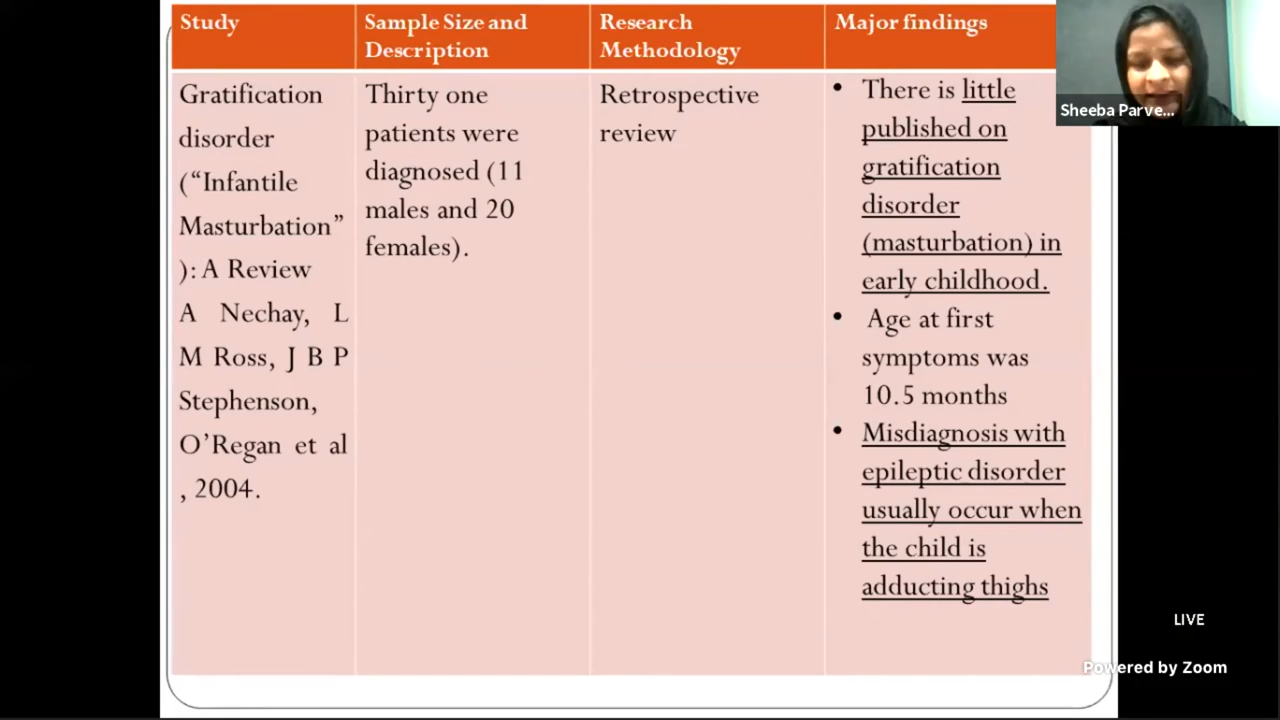 Study
Sample Size and
Description
Research
Methodology
Major findings
Gratification
disorder
(“Infantile
Masturbation”
): A Review
A Nechay, L
M Ross, J B P
Stephenson,
O’Regan et al
, 2004.
Thirty one
patients were
diagnosed (11
males and 20
females).
Retrospective
review
• There is little
published on
gratification
disorder
(masturbation) in
early childhood.
• Age at first
symptoms was
10.5 months
• Misdiagnosis with
epileptic disorder
usually occur when
the child is
adducting thighs
Sheeba Parve...
LIVE
Powered by Zoom